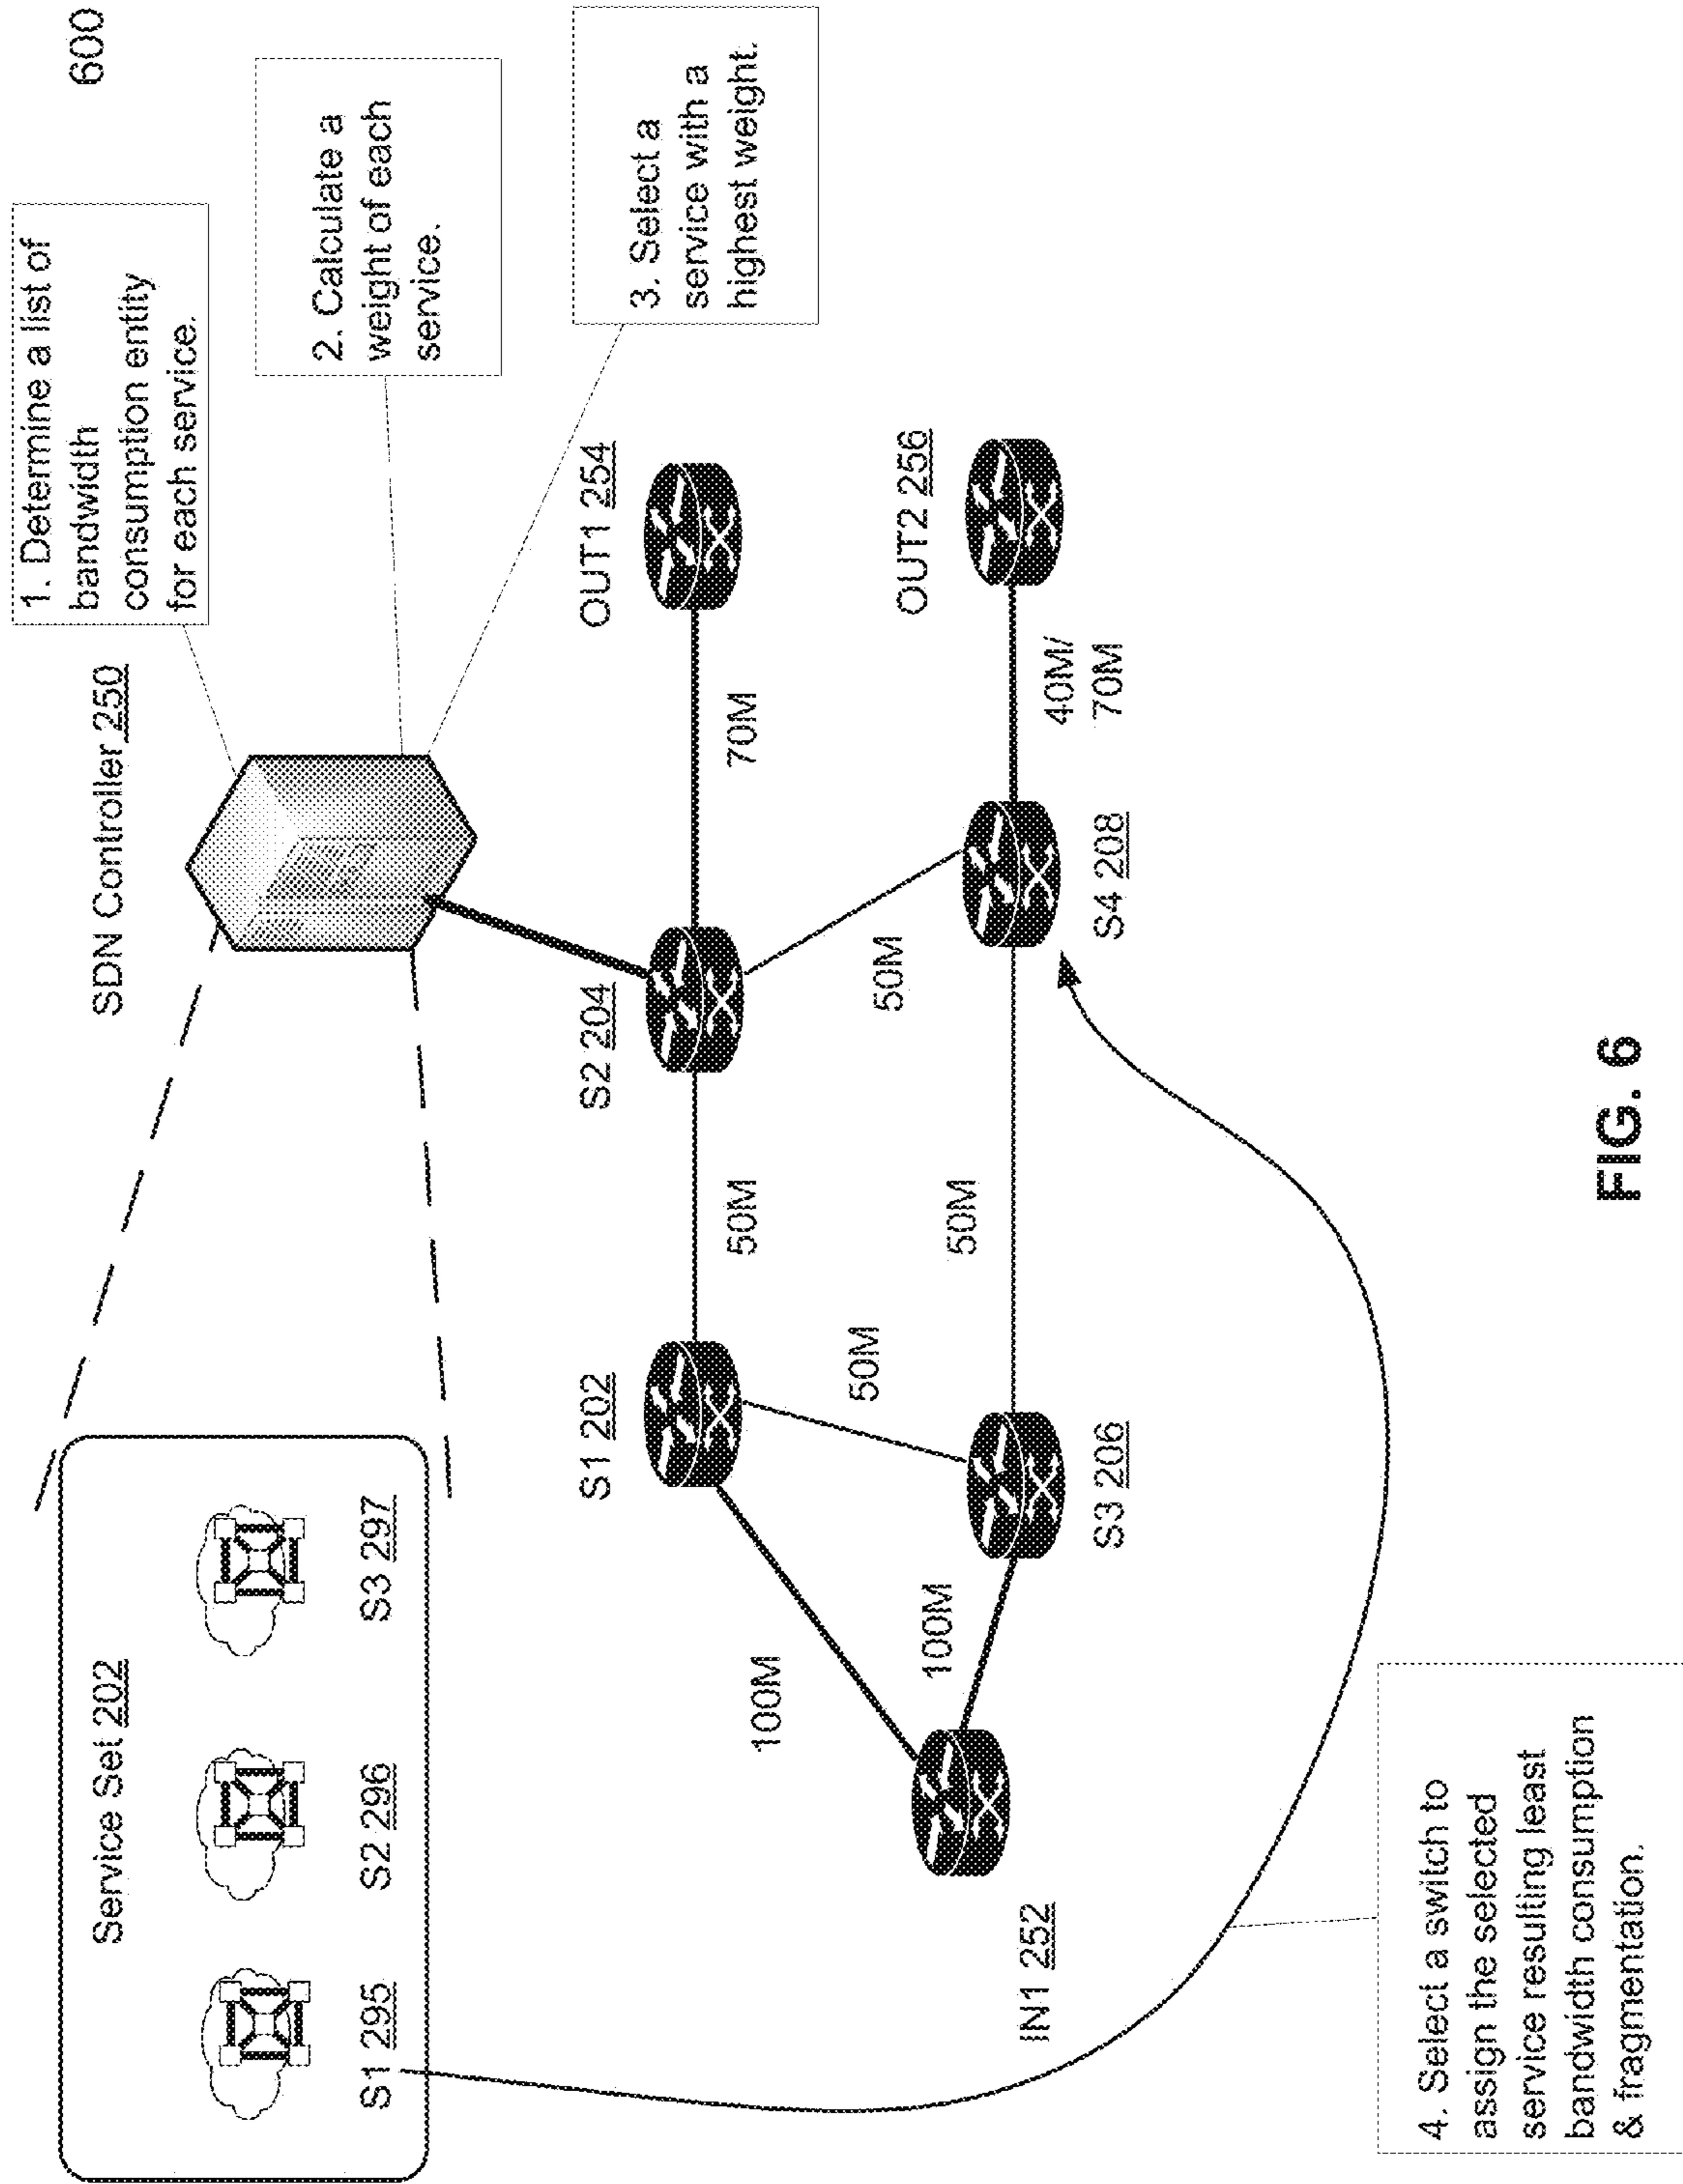 600
SDN Controller 250
1. Determine a list of
bandwidth
consumption entity
for each service.
2. Calculate a
weight of each
service.
3. Select a
service with a
highest weight.
Service Set 202
S1 295
S2 296
S3 297
S1 202
S2 204
OUT1 254
50M
70M
100M
50M
50M
100M
50M
IN1 252
S3 206
S4 208
OUT2 256
40M/
70M
4. Select a switch to
assign the selected
service resulting least
bandwidth consumption
& fragmentation.
FIG. 6